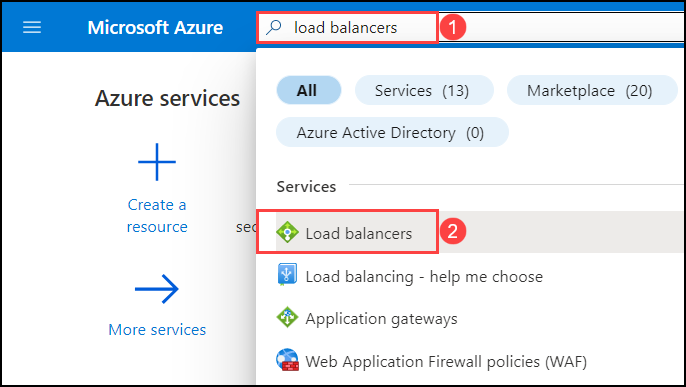 Microsoft Azure
load balancers
1
Azure services
Create a
resource
More services
All
Services (13)
Marketplace (20)
Azure Active Directory (0)
Services
Load balancers
2
Load balancing - help me choose
Application gateways
Web Application Firewall policies (WAF)